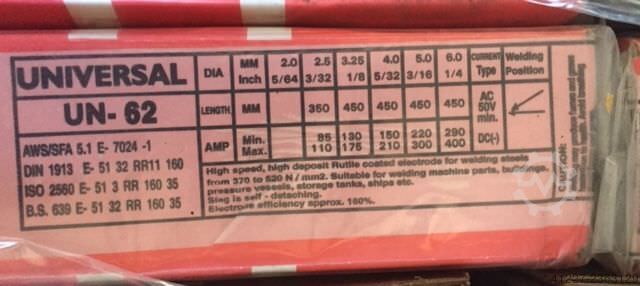 UNIVERSAL
UN- 62
AWS/SFA 5.1 E- 7024 -1
DIN 1913 E- 51 32 RR11 160
ISO 2560 E- 51 3 RR 160 35
B.S. 639 E- 51 32 RR 160 35
DIA MM 2.0 2.5 3.25 4.0 5.0 6.0 CURRENT Welding
Inch 5/64 3/32 1/8 5/32 3/16 1/4 Type Position
LENGTH MM 350 450 450 450 450 AC 50V min.
AMP Min. 85 130 150 220 290 DC(-)
Max. 110 175 210 300 400
High speed, high deposit Rutile coated electrode for welding steels
from 370 to 520 N / mm2. Suitable for welding machine parts, buildings,
pressure vessels, storage tanks, ships etc.
Slag is self - detaching.
Electrode efficiency approx. 160%.
CAUTION: